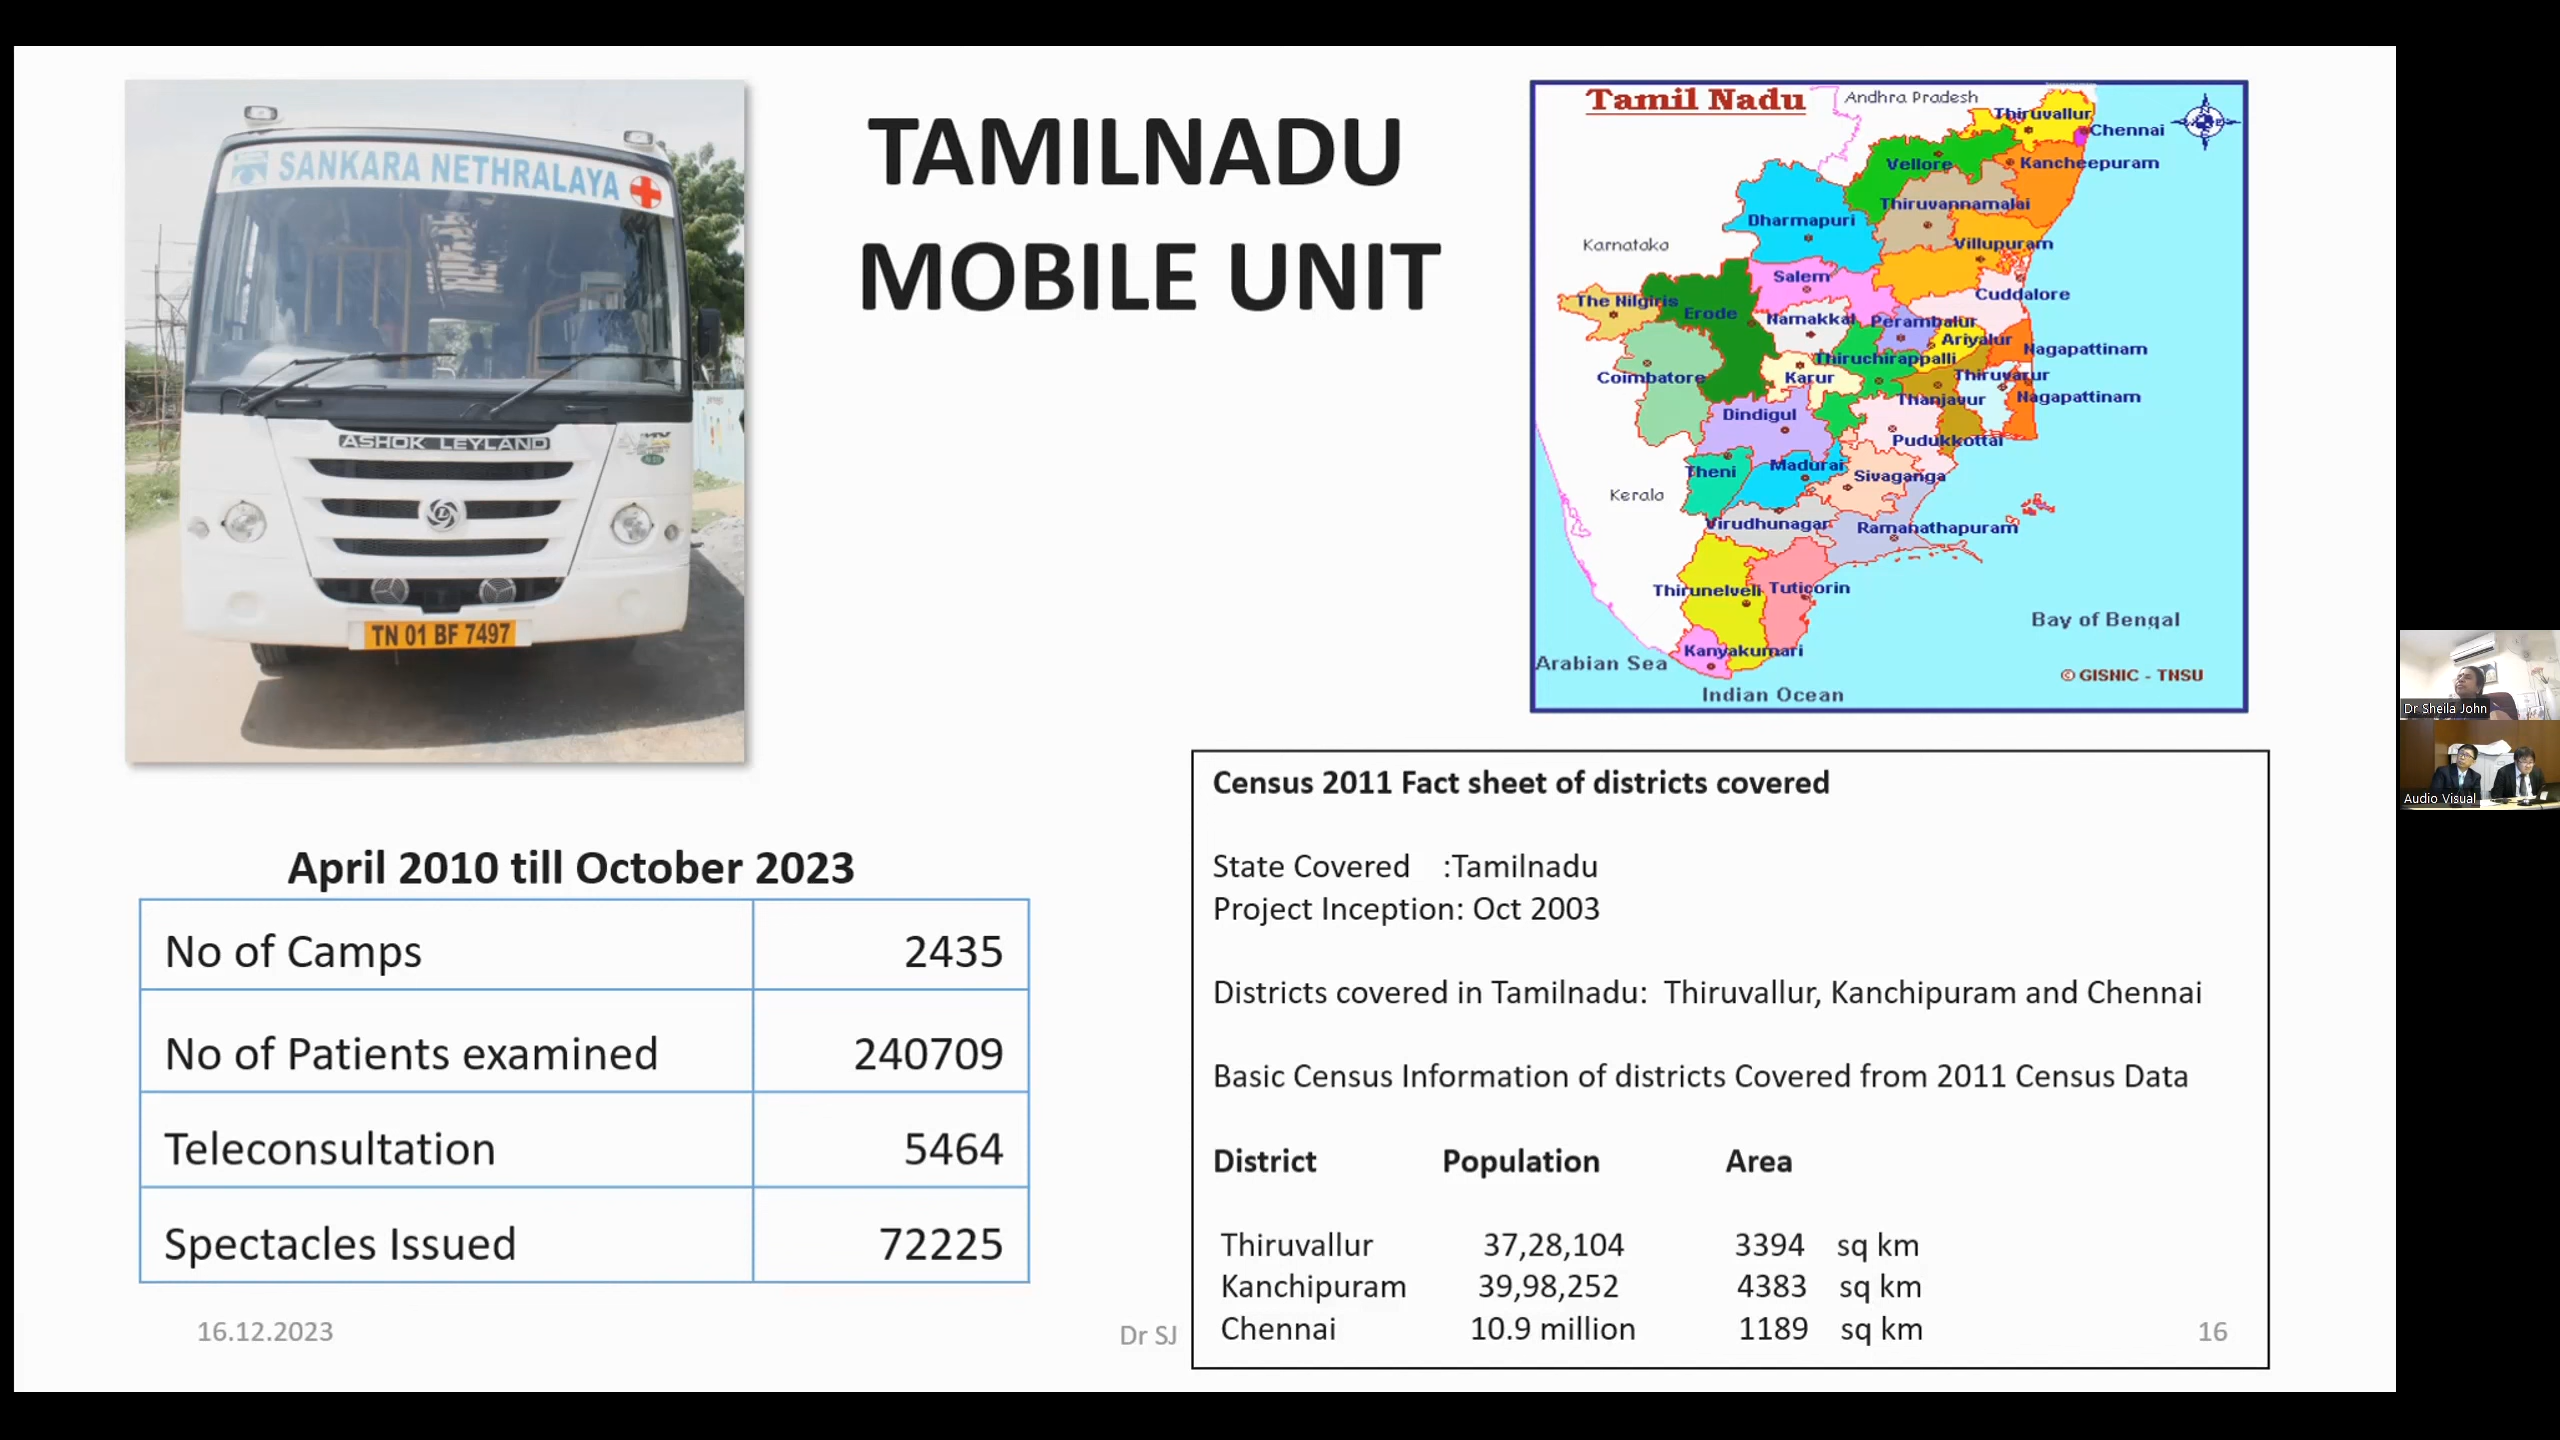 SANKARA NETHRALAYA
ASHOK LEYLAND
TN 01 BF 7497
TAMILNADU
MOBILE UNIT
Tamil Nadu
Andhra Pradesh
Thiruvallur
Chennai
Vellore
Kancheepuram
Thiruvannamalai
Dharmapuri
Karnataka
Villupuram
Salem
The Nilgiris
Erode
Cuddalore
Namakkal
Perambalur
Ariyalur
Nagapattinam
Thiruchirappalli
Coimbatore
Karur
Thiruvarur
Thanjavur
Nagapattinam
Dindigul
Pudukkottai
Theni
Madurai
Sivaganga
Kerala
Virudhunagar
Ramanathapuram
Thirunelveli
Tuticorin
Bay of Bengal
Kanyakumari
Arabian Sea
© GISNIC - TNSU
Indian Ocean
April 2010 till October 2023
No of Camps 2435
No of Patients examined 240709
Teleconsultation 5464
Spectacles Issued 72225
Census 2011 Fact sheet of districts covered
State Covered :Tamilnadu
Project Inception: Oct 2003
Districts covered in Tamilnadu: Thiruvallur, Kanchipuram and Chennai
Basic Census Information of districts Covered from 2011 Census Data
District Population Area
Thiruvallur 37,28,104 3394 sq km
Kanchipuram 39,98,252 4383 sq km
Chennai 10.9 million 1189 sq km
16.12.2023
Dr SJ
16
Dr Sheila John
Audio Visual